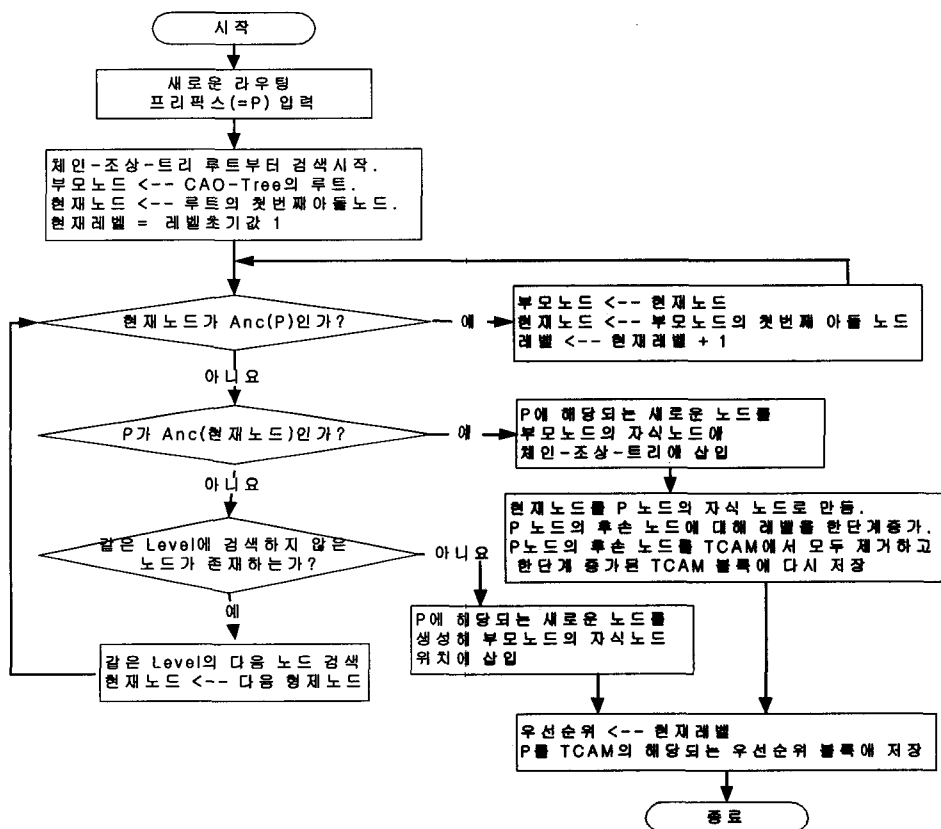 시작
새로운 라우팅
프리픽스(=P) 입력
체인-조상-트리 루트부터 검색시작.
부모노드 <-- CAO-Tree의 루트.
현재노드 <-- 루트의 첫번째아들노드.
현재레벨 = 레벨초기값 1
현재노드가 Anc(P)인가?
예
부모노드 <-- 현재노드
현재노드 <-- 부모노드의 첫번째 아들 노드
레벨 <-- 현재레벨 + 1
아니요
P가 Anc(현재노드)인가?
예
P에 해당되는 새로운 노드를
부모노드의 자식노드에
체인-조상-트리에 삽입
아니요
현재노드를 P 노드의 자식 노드로 만듬.
P 노드의 후손 노드에 대해 레벨을 한단계증가.
P노드의 후손 노드를 TCAM에서 모두 제거하고
한단계 증가된 TCAM 블록에 다시 저장
같은 Level에 검색하지 않은
노드가 존재하는가?
아니요
예
P에 해당되는 새로운 노드를
생성해 부모노드의 자식노드
위치에 삽입
같은 Level의 다음 노드 검색
현재노드 <-- 다음 형제노드
우선순위 <-- 현재레벨
P를 TCAM의 해당되는 우선순위 블록에 저장
종료